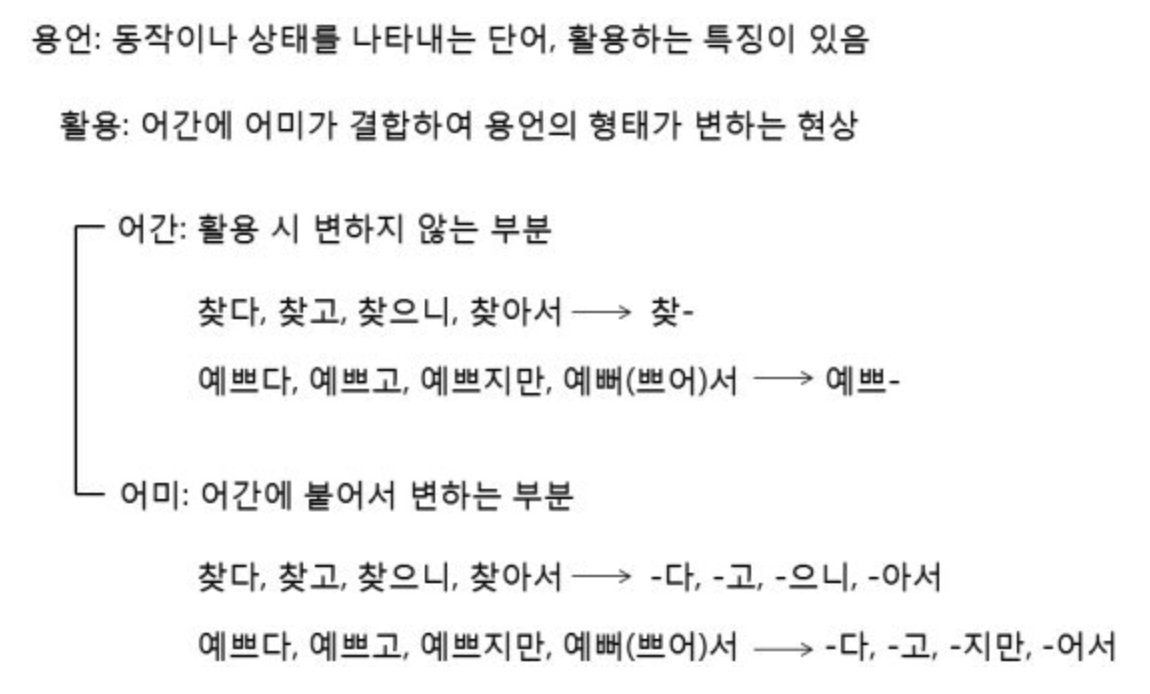 용언: 동작이나 상태를 나타내는 단어, 활용하는 특징이 있음
활용: 어간에 어미가 결합하여 용언의 형태가 변하는 현상
어간: 활용 시 변하지 않는 부분
찾다, 찾고, 찾으니, 찾아서 → 찾-
예쁘다, 예쁘고, 예쁘지만, 예뻐(쁘어)서 → 예쁘-
어미: 어간에 붙어서 변하는 부분
찾다, 찾고, 찾으니, 찾아서 → -다, -고, -으니, -아서
예쁘다, 예쁘고, 예쁘지만, 예뻐(쁘어)서 → -다, -고, -지만, -어서